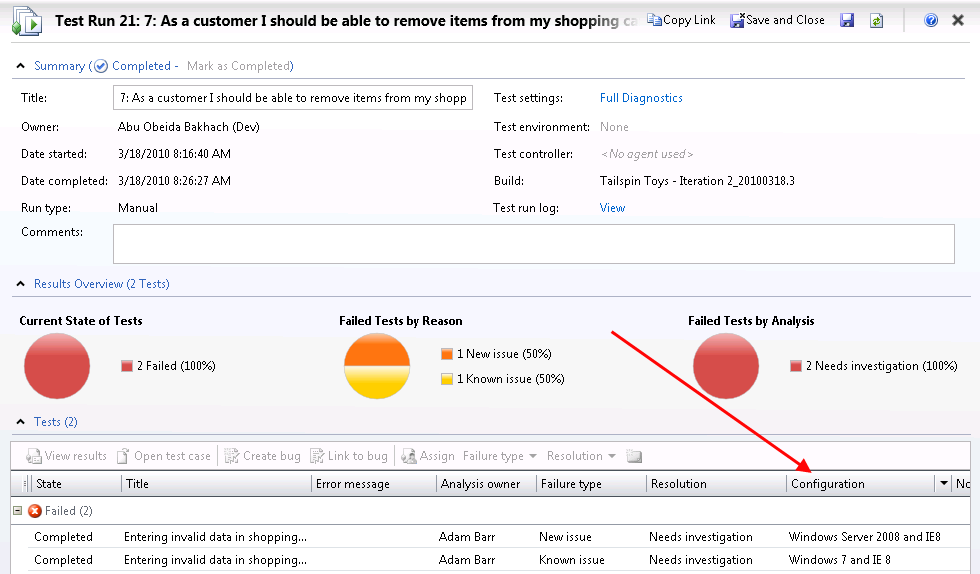 Test Run 21: 7: As a customer I should be able to remove items from my shopping ca Copy Link Save and Close
Summary ( Completed - Mark as Completed)
Title: 7: As a customer I should be able to remove items from my shopp Test settings: Full Diagnostics
Owner: Abu Obeida Bakhach (Dev) Test environment: None
Date started: 3/18/2010 8:16:40 AM Test controller: <No agent used>
Date completed: 3/18/2010 8:26:27 AM Build: Tailspin Toys - Iteration 2_20100318.3
Run type: Manual Test run log: View
Comments:
Results Overview (2 Tests)
Current State of Tests Failed Tests by Reason Failed Tests by Analysis
2 Failed (100%) 1 New issue (50%) 2 Needs investigation (100%)
1 Known issue (50%)
Tests (2)
View results Open test case Create bug Link to bug Assign Failure type Resolution
State Title Error message Analysis owner Failure type Resolution Configuration No
Failed (2)
Completed Entering invalid data in shopping... Adam Barr New issue Needs investigation Windows Server 2008 and IE8
Completed Entering invalid data in shopping... Adam Barr Known issue Needs investigation Windows 7 and IE 8